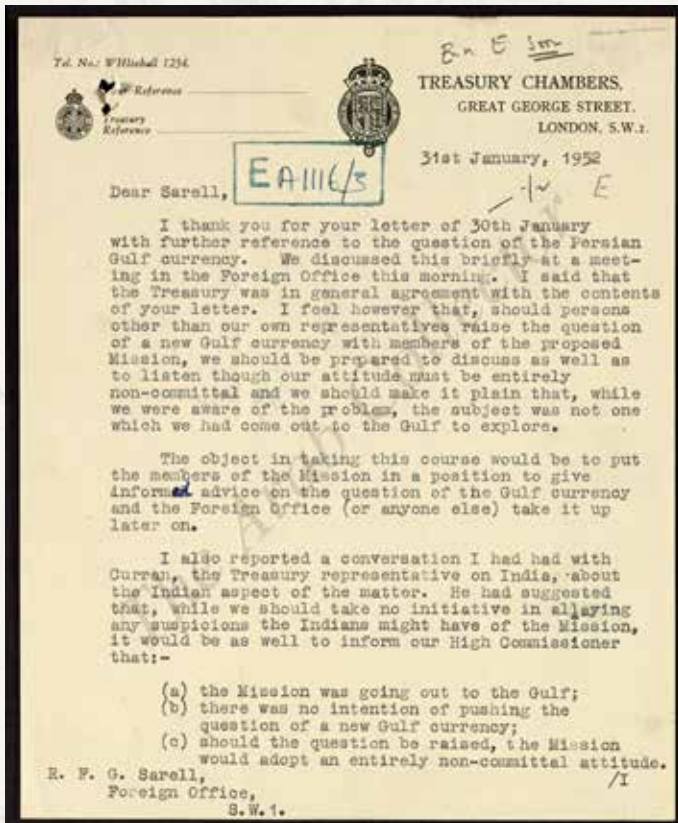 E
Tel. No.: WHItehall 1234.
Your Reference
Treasury
Reference
TREASURY CHAMBERS,
GREAT GEORGE STREET,
LONDON, S.W.1.
31st January, 1952
EA1116/3
E
Dear Sarell,
I thank you for your letter of 30th January
with further reference to the question of the Persian
Gulf currency. We discussed this briefly at a meet-
ing in the Foreign Office this morning. I said that
the Treasury was in general agreement with the contents
of your letter. I feel however that, should persons
other than our own representatives raise the question
of a new Gulf currency with members of the proposed
Mission, we should be prepared to discuss as well as
to listen though our attitude must be entirely
non-committal and we should make it plain that, while
we were aware of the problem, the subject was not one
which we had come out to the Gulf to explore.
The object in taking this course would be to put
the members of the Mission in a position to give
informed advice on the question of the Gulf currency
and the Foreign Office (or anyone else) take it up
later on.
I also reported a conversation I had had with
Curran, the Treasury representative on India, about
the Indian aspect of the matter. He had suggested
that, while we should take no initiative in allaying
any suspicions the Indians might have of the Mission,
it would be as well to inform our High Commissioner
that:-
(a) the Mission was going out to the Gulf;
(b) there was no intention of pushing the
question of a new Gulf currency;
(c) should the question be raised, the Mission
would adopt an entirely non-committal attitude.
/I
R. F. G. Sarell,
Foreign Office,
S.W.1.